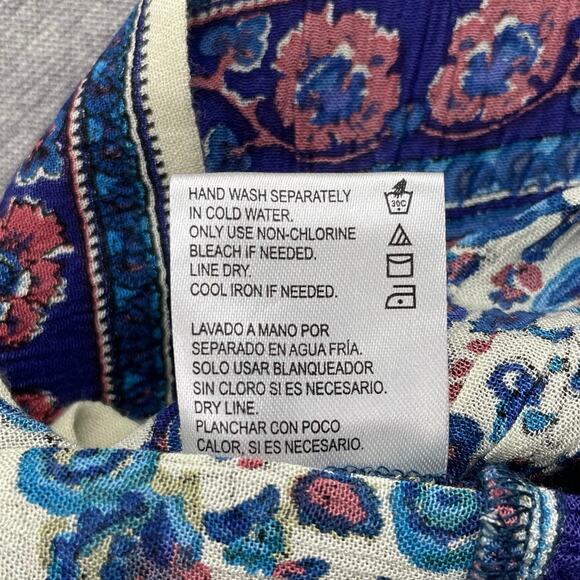 HAND WASH SEPARATELY
IN COLD WATER.
ONLY USE NON-CHLORINE
BLEACH IF NEEDED.
LINE DRY.
COOL IRON IF NEEDED.
30C
LAVADO A MANO POR
SEPARADO EN AGUA FRÍA.
SOLO USAR BLANQUEADOR
SIN CLORO SI ES NECESARIO.
DRY LINE.
PLANCHAR CON POCO
CALOR, SI ES NECESARIO.